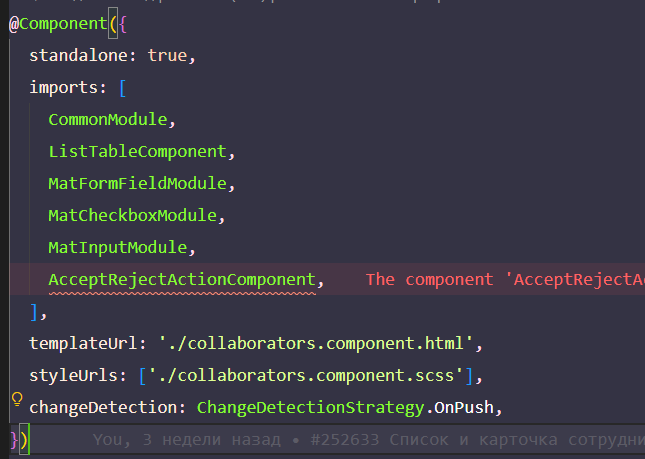 @Component({
standalone: true,
imports: [
CommonModule,
ListTableComponent,
MatFormFieldModule,
MatCheckboxModule,
MatInputModule,
AcceptRejectActionComponent, The component 'AcceptRejectAc
],
templateUrl: './collaborators.component.html',
styleUrls: ['./collaborators.component.scss'],
changeDetection: ChangeDetectionStrategy.OnPush,
}) You, 3 недели назад • #252633 Список и карточка сотрудни